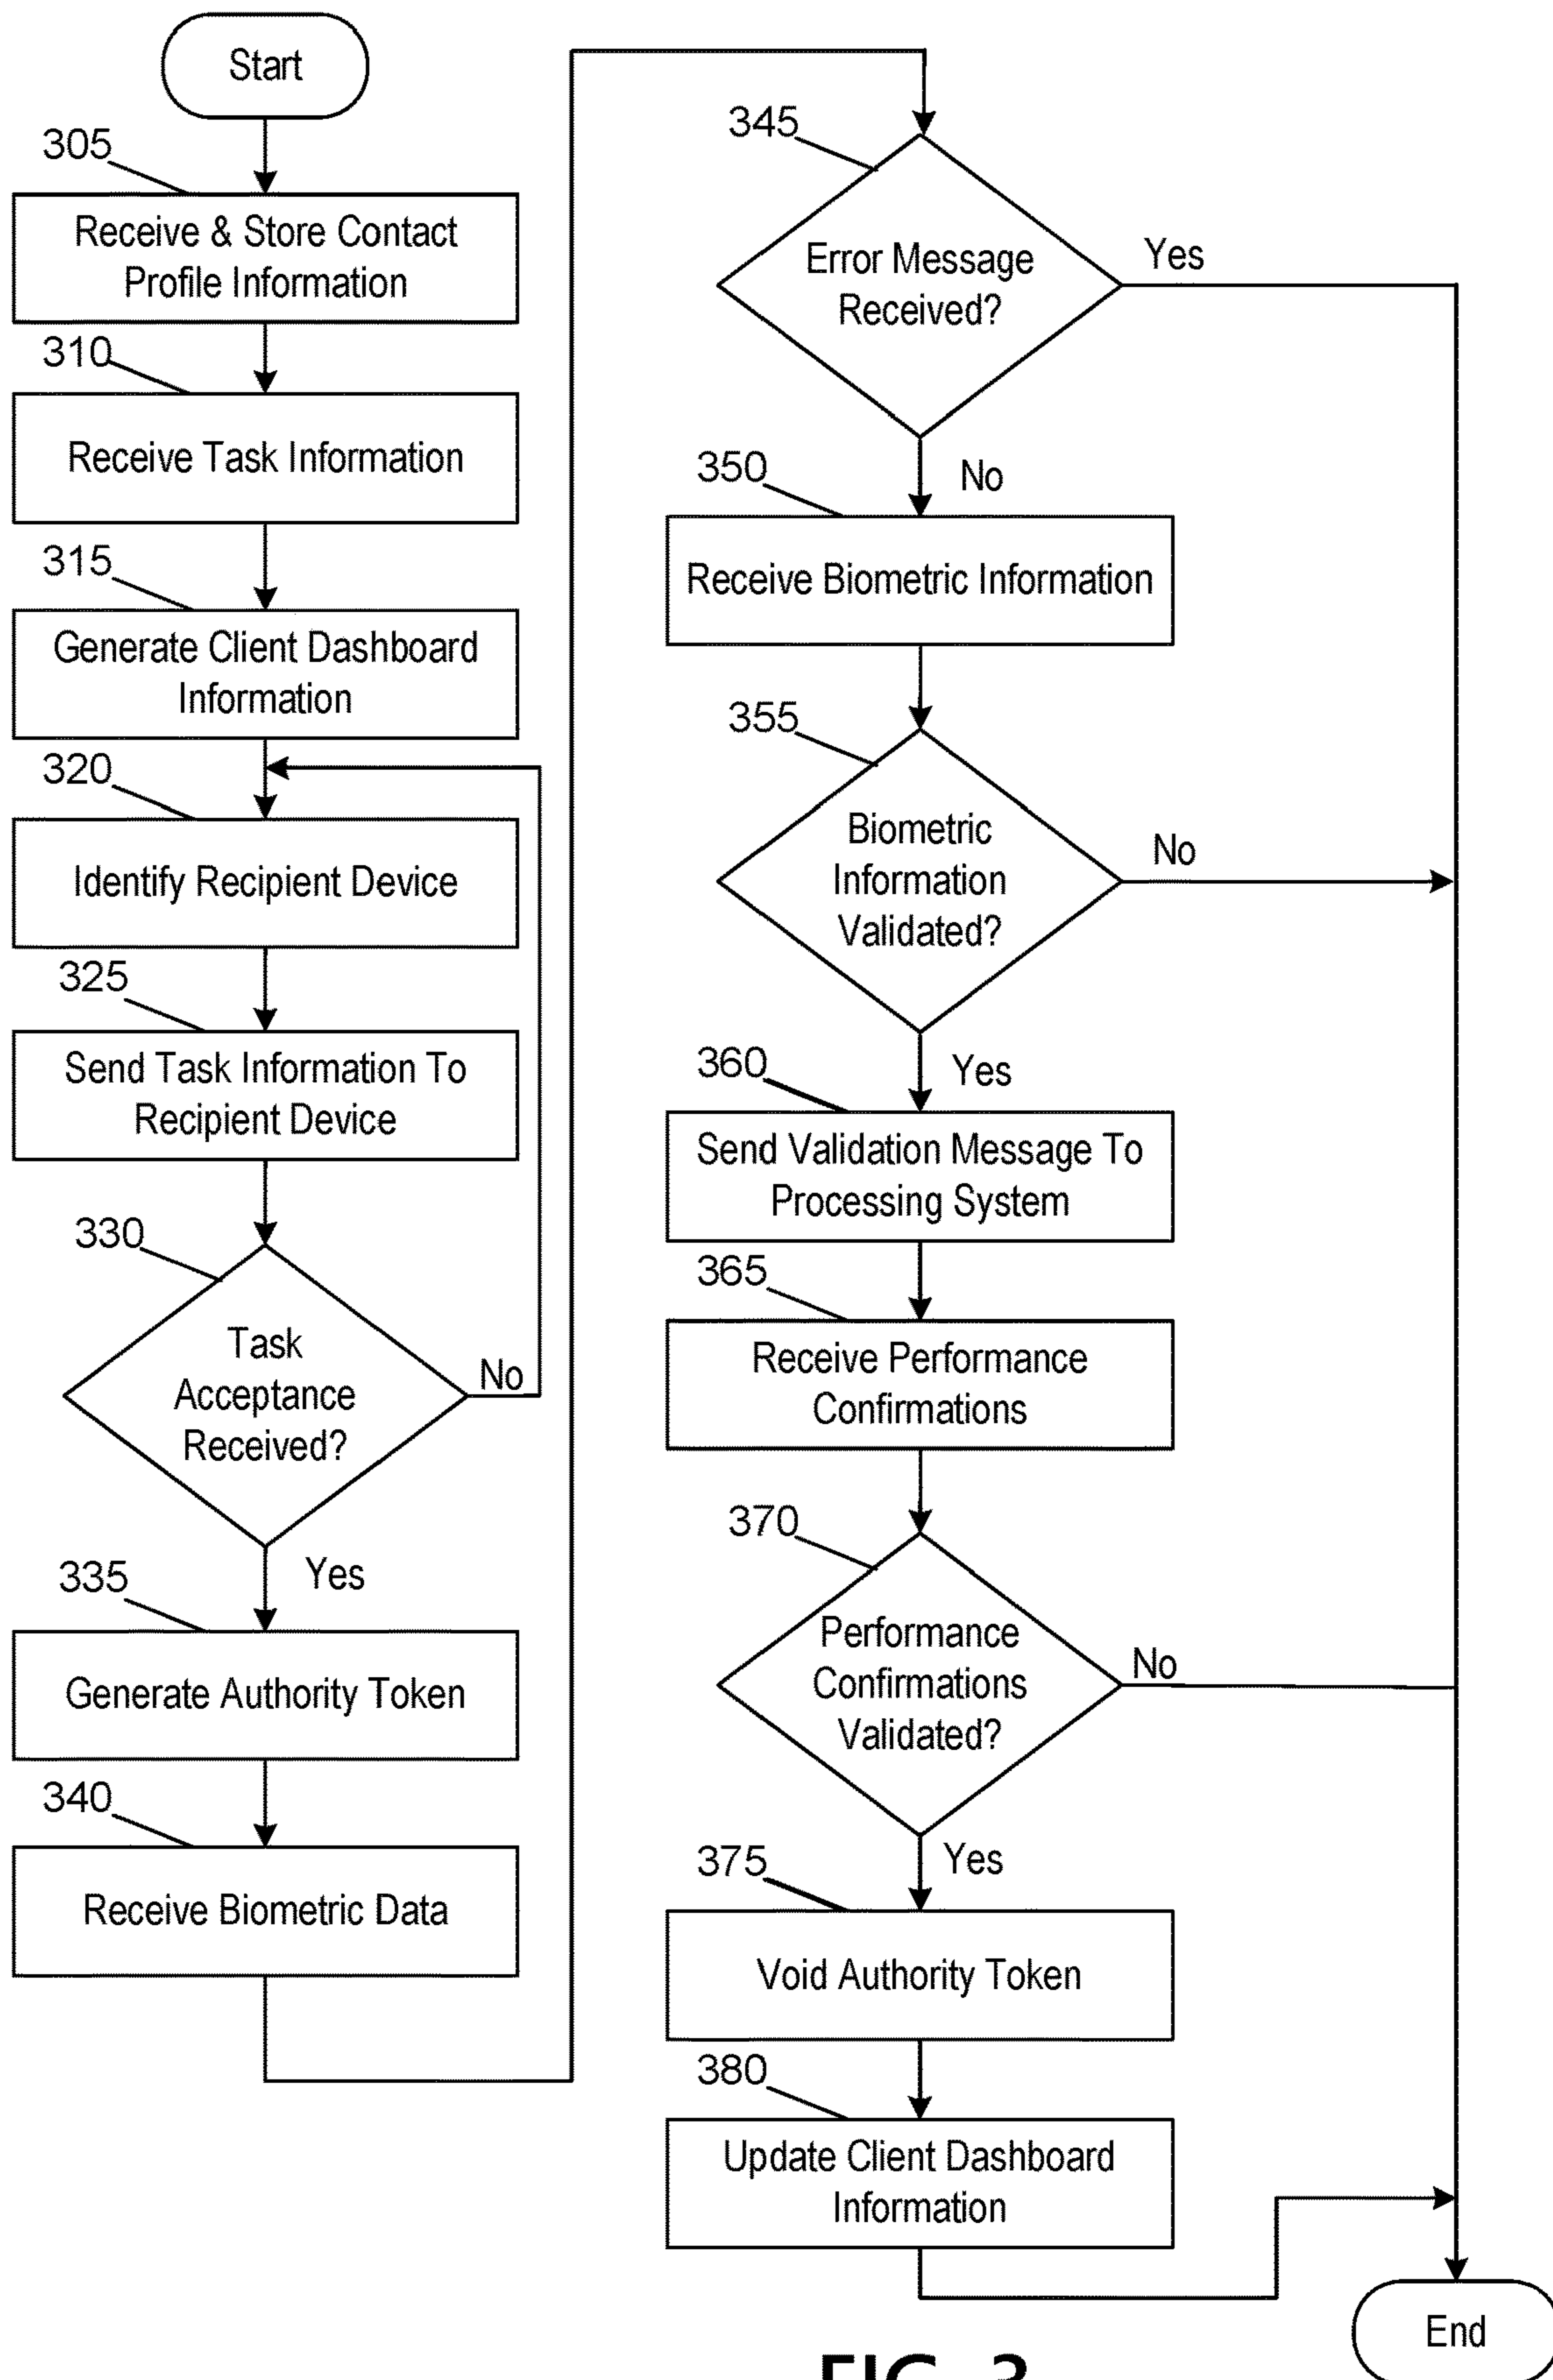 Start
305
Receive & Store Contact
Profile Information
310
Receive Task Information
315
Generate Client Dashboard
Information
320
Identify Recipient Device
325
Send Task Information To
Recipient Device
330
Task
Acceptance
Received?
No
Yes
335
Generate Authority Token
340
Receive Biometric Data
345
Error Message
Received?
Yes
No
350
Receive Biometric Information
355
Biometric
Information
Validated?
No
Yes
360
Send Validation Message To
Processing System
365
Receive Performance
Confirmations
370
Performance
Confirmations
Validated?
No
Yes
375
Void Authority Token
380
Update Client Dashboard
Information
End
FIG. 3